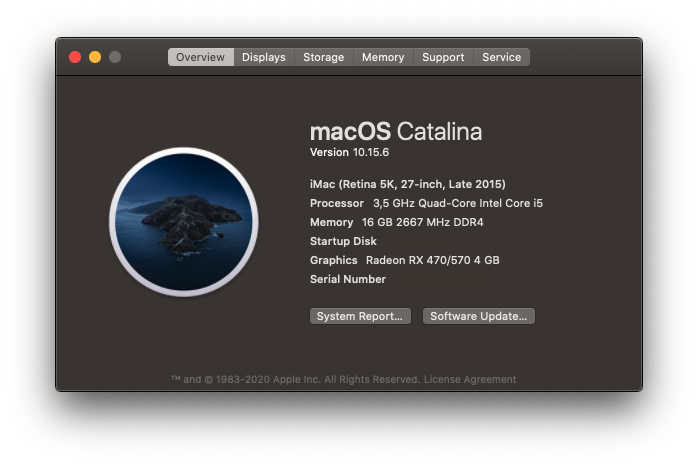 Overview Displays Storage Memory Support Service
macOS Catalina
Version 10.15.6
iMac (Retina 5K, 27-inch, Late 2015)
Processor 3,5 GHz Quad-Core Intel Core i5
Memory 16 GB 2667 MHz DDR4
Startup Disk
Graphics Radeon RX 470/570 4 GB
Serial Number
System Report... Software Update...
™ and © 1983-2020 Apple Inc. All Rights Reserved. License Agreement